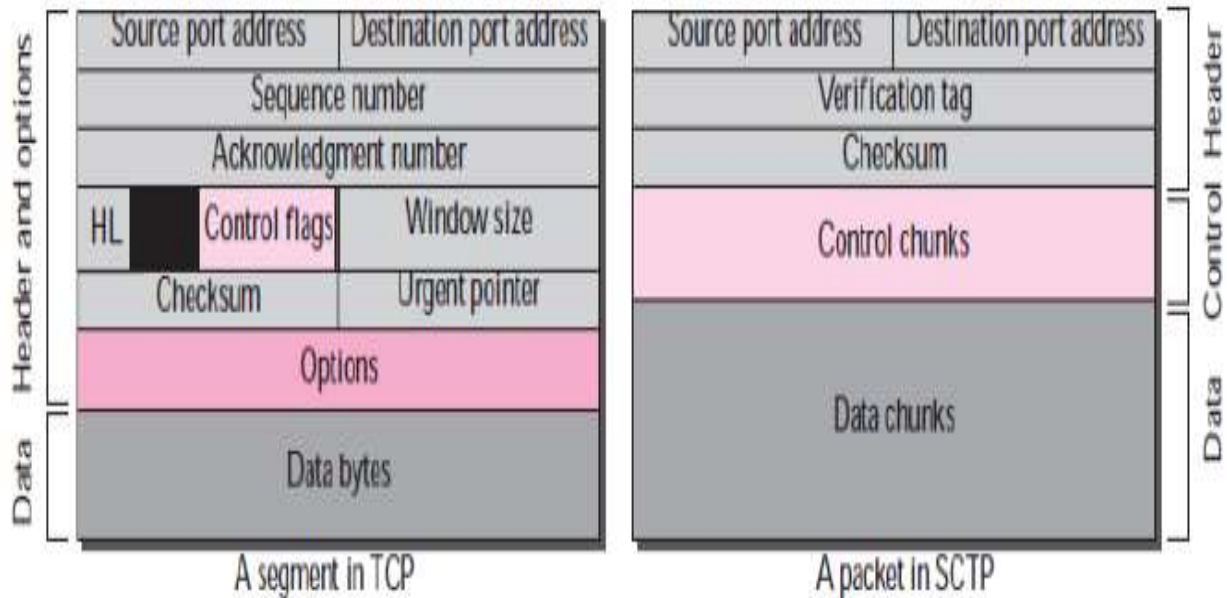 Header and options
Data
Source port address
Destination port address
Sequence number
Acknowledgment number
HL
Control flags
Window size
Checksum
Urgent pointer
Options
Data bytes
A segment in TCP
Source port address
Destination port address
Verification tag
Checksum
Control chunks
Data chunks
A packet in SCTP
Header
Control
Data